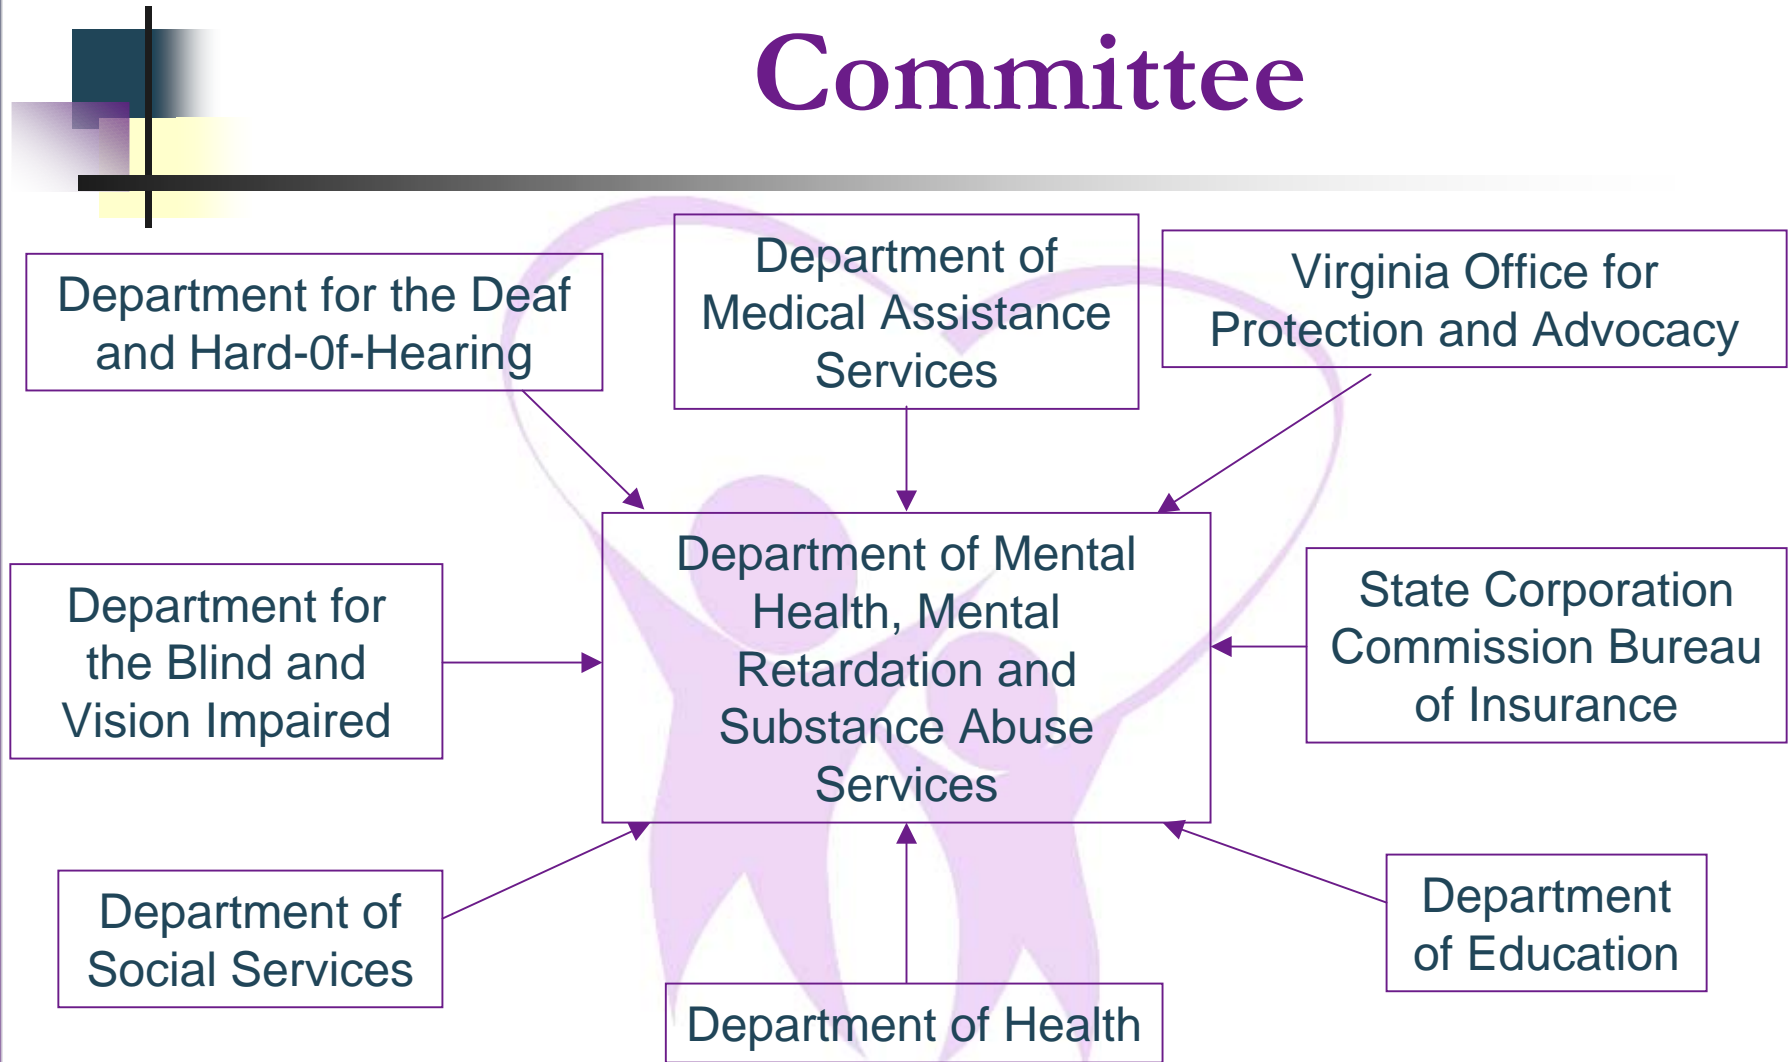 Committee
Department for the Deaf
and Hard-0f-Hearing
Department of
Medical Assistance
Services
Virginia Office for
Protection and Advocacy
Department for
the Blind and
Vision Impaired
Department of Mental
Health, Mental
Retardation and
Substance Abuse
Services
State Corporation
Commission Bureau
of Insurance
Department of
Social Services
Department of Health
Department
of Education